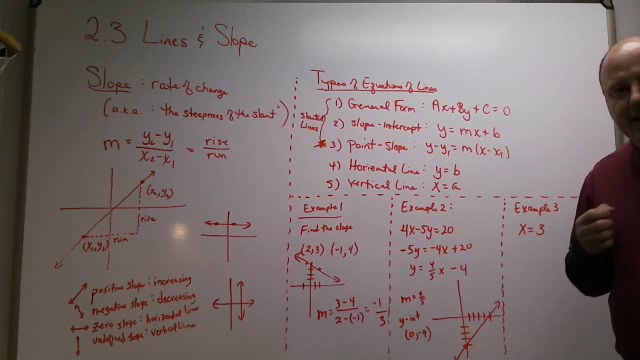 2.3 Lines & Slope
Slope : rate of change
(a.k.a. : the steepness of the slant)
m = y₂-y₁ / x₂-x₁ = rise / run
(x₂,y₂)
rise
(x₁,y₁) run
positive slope : increasing
negative slope : decreasing
zero slope : horizontal line
undefined slope : vertical line
Types of Equations of Lines
Slanted Lines
1) General Form : Ax+By+C=0
2) Slope-Intercept : y=mx+b
3) Point-Slope : y-y₁=m(x-x₁)
4) Horizontal Line : y=b
5) Vertical Line : x=a
Example 1
Find the slope
(2,3) (-1,4)
m = 3-4 / 2-(-1) = -1 / 3
Example 2:
4x-5y=20
-5y=-4x+20
y = 4/5 x - 4
m = 4/5
y-int
(0,-4)
Example 3
x=3